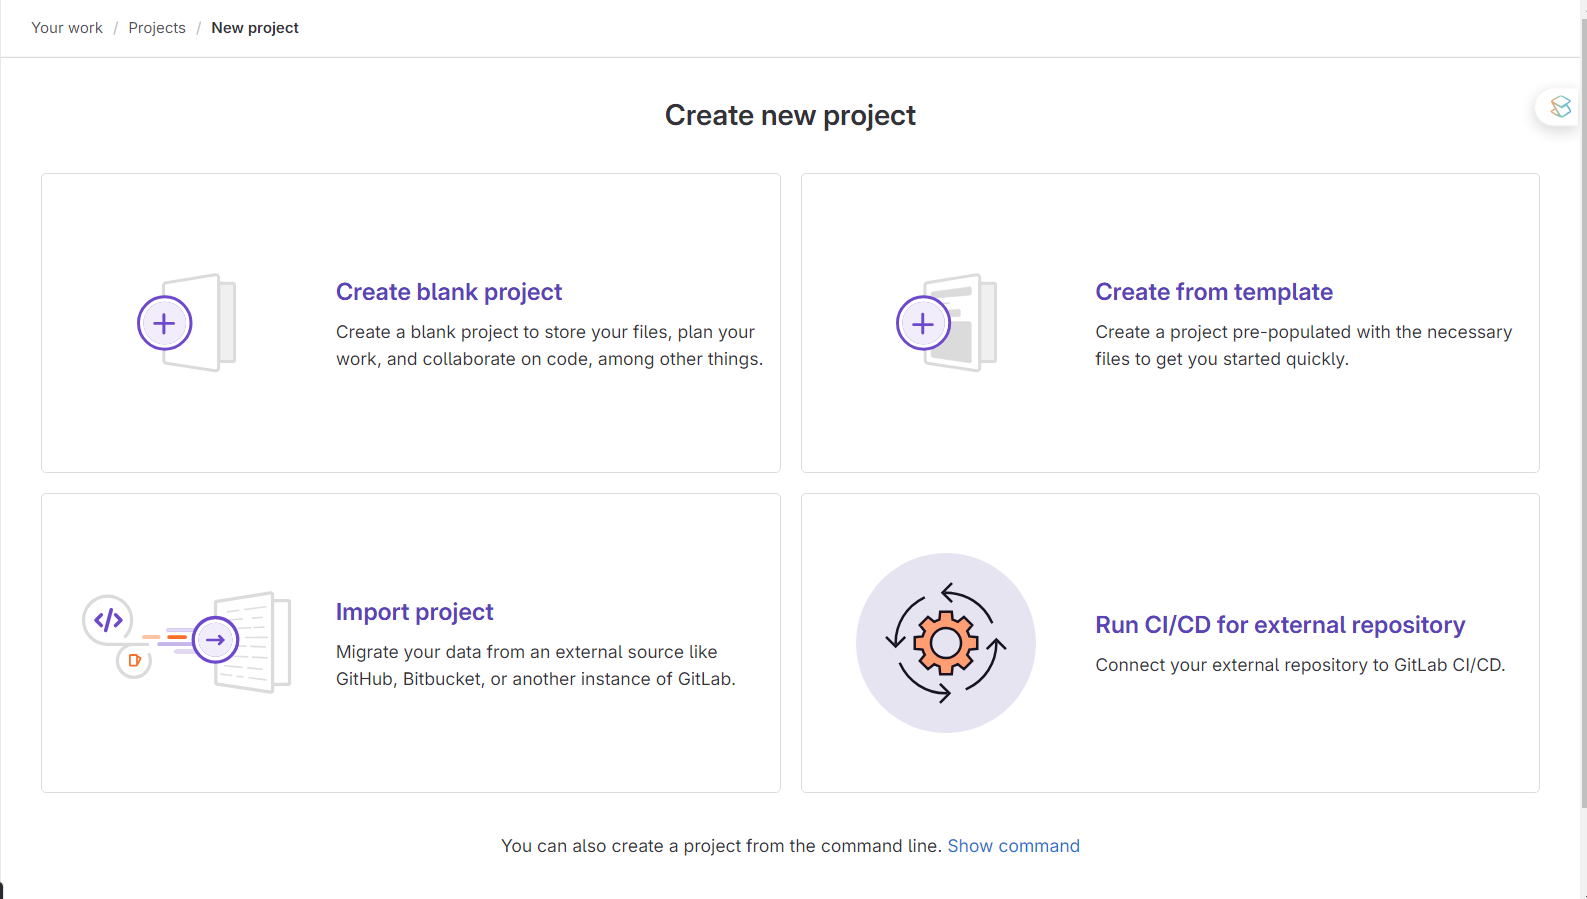 Your work / Projects / New project
Create new project
Create blank project
Create a blank project to store your files, plan your
work, and collaborate on code, among other things.
Create from template
Create a project pre-populated with the necessary
files to get you started quickly.
Import project
Migrate your data from an external source like
GitHub, Bitbucket, or another instance of GitLab.
Run CI/CD for external repository
Connect your external repository to GitLab CI/CD.
You can also create a project from the command line. Show command